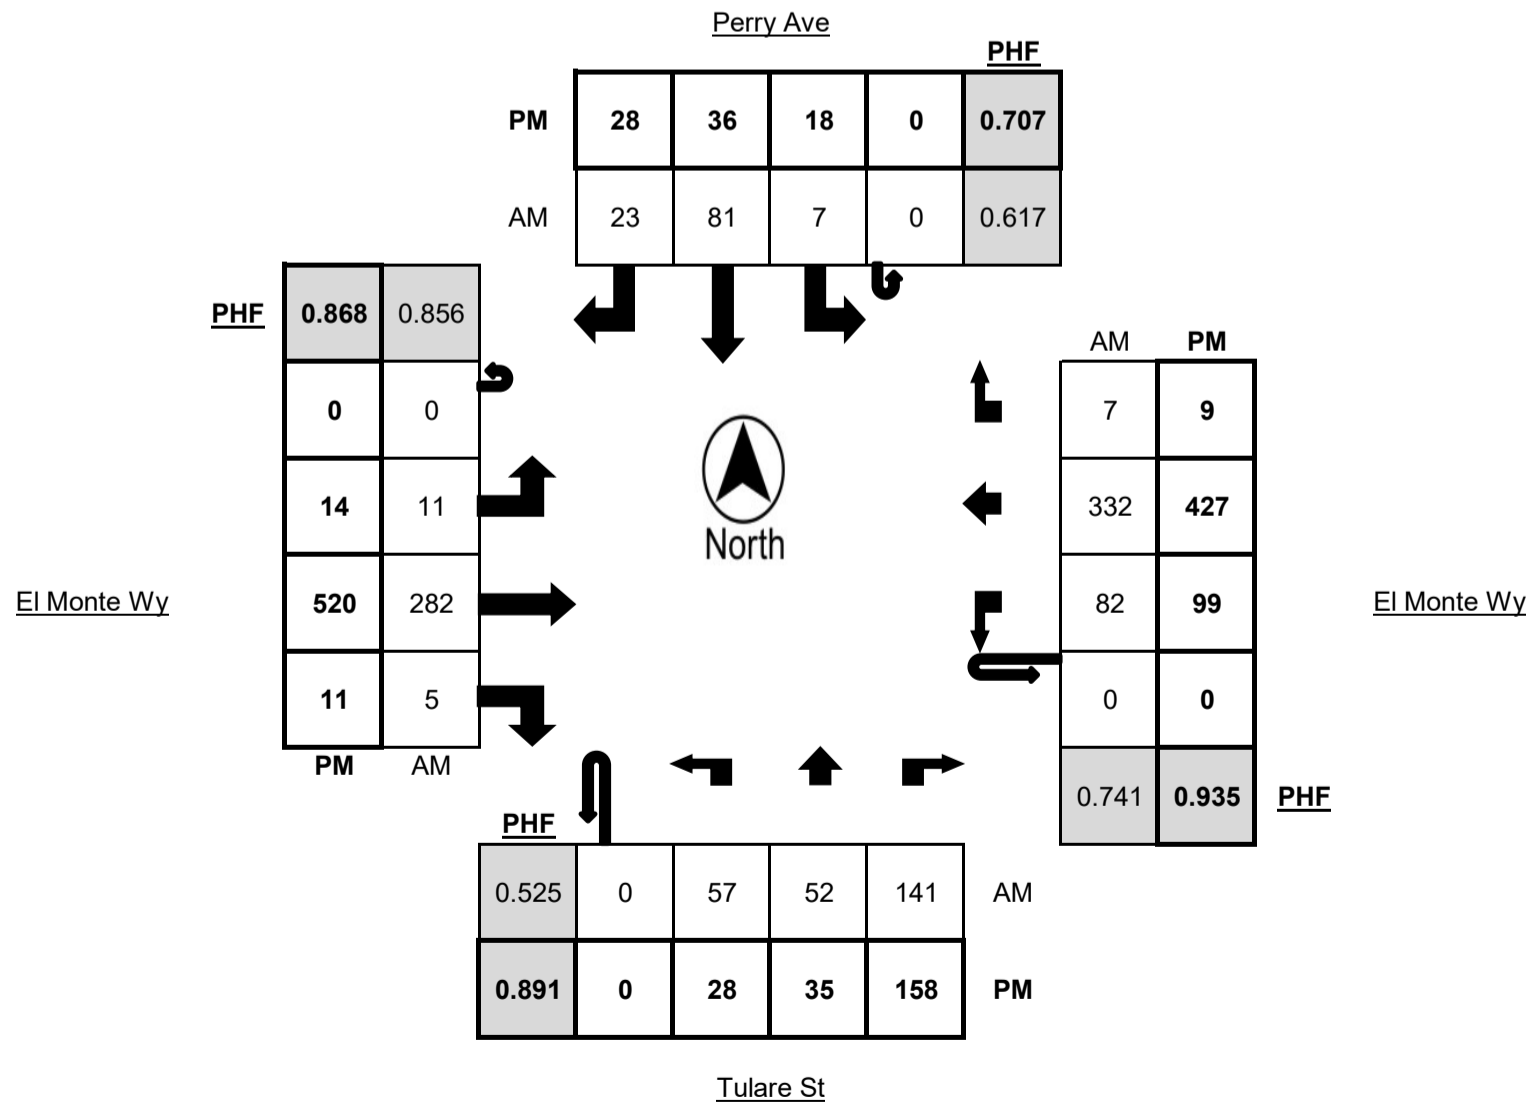 Perry Ave
PHF
PM 28 36 18 0 0.707
AM 23 81 7 0 0.617
PHF 0.868 0.856
AM PM
0 0
7 9
14 11
332 427
North
El Monte Wy 520 282
82 99 El Monte Wy
11 5
0 0
PM AM
0.741 0.935 PHF
PHF
0.525 0 57 52 141 AM
0.891 0 28 35 158 PM
Tulare St